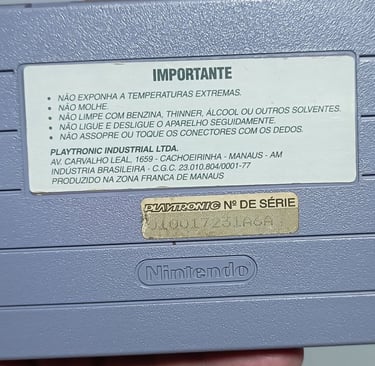 IMPORTANTE
• NÃO EXPONHA A TEMPERATURAS EXTREMAS.
• NÃO MOLHE.
• NÃO LIMPE COM BENZINA, THINNER, ÁLCOOL OU OUTROS SOLVENTES.
• NÃO LIGUE E DESLIGUE O APARELHO SEGUIDAMENTE.
• NÃO ASSOPRE OU TOQUE OS CONECTORES COM OS DEDOS.
PLAYTRONIC INDUSTRIAL LTDA.
AV. CARVALHO LEAL, 1659 - CACHOEIRINHA - MANAUS - AM
INDÚSTRIA BRASILEIRA - C.G.C. 23.010.804/0001-77
PRODUZIDO NA ZONA FRANCA DE MANAUS
PLAYTRONIC Nº DE SÉRIE
Nintendo